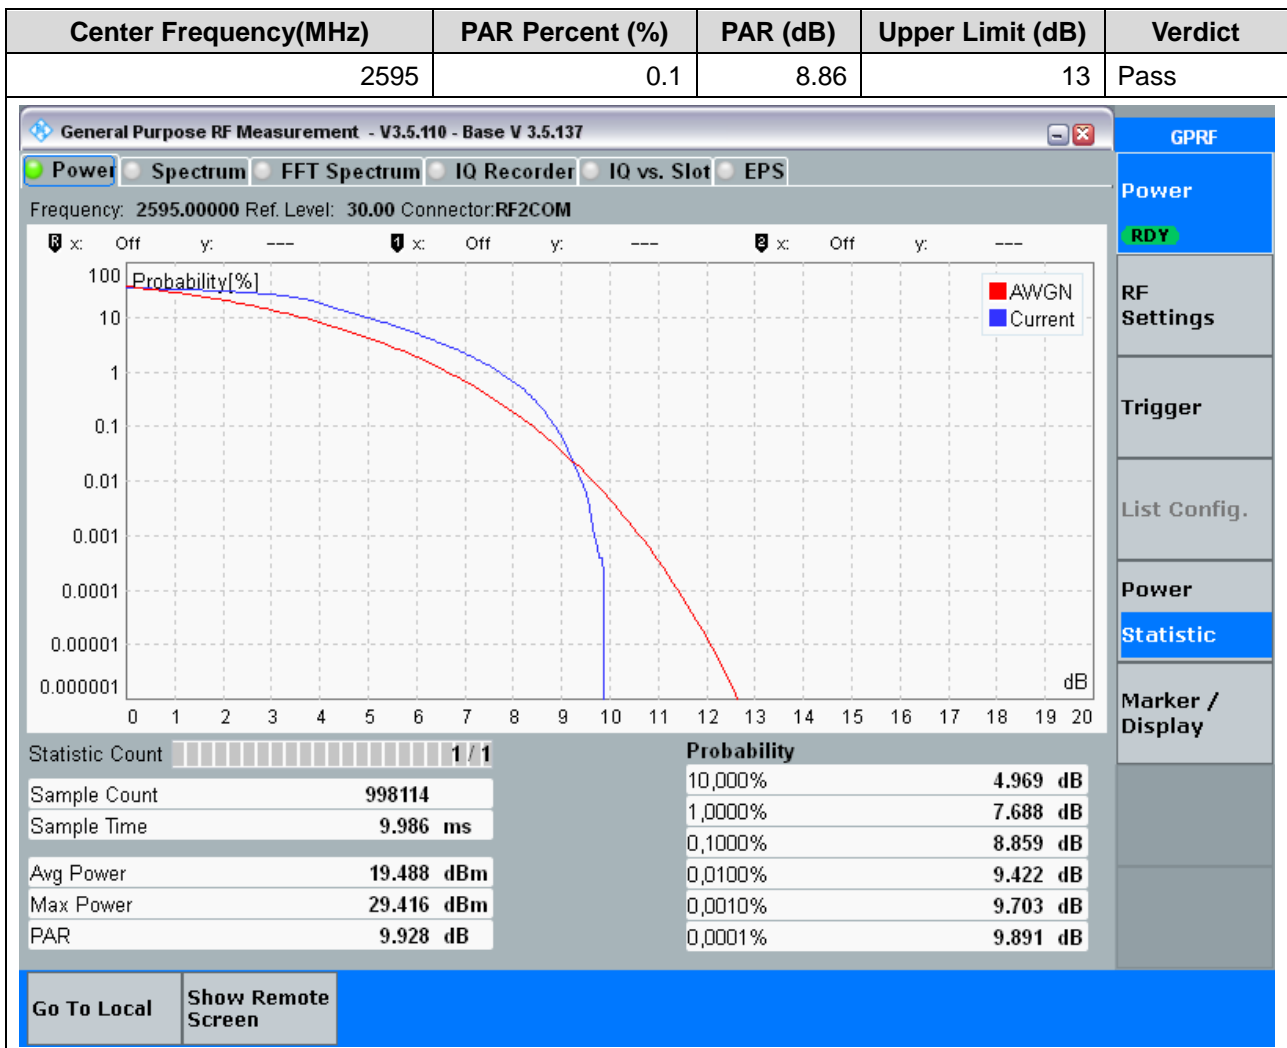 Center Frequency(MHz) PAR Percent (%) PAR (dB) Upper Limit (dB) Verdict
2595 0.1 8.86 13 Pass
General Purpose RF Measurement - V3.5.110 - Base V 3.5.137
GPRF
Power Spectrum FFT Spectrum IQ Recorder IQ vs. Slot EPS
Power
RDY
Frequency: 2595.00000 Ref. Level: 30.00 Connector:RF2COM
R x: Off y: --- 1 x: Off y: --- 2 x: Off y: ---
100 Probability[%]
AWGN
Current
10
1
0.1
0.01
0.001
0.0001
0.00001
0.000001
dB
0 1 2 3 4 5 6 7 8 9 10 11 12 13 14 15 16 17 18 19 20
RF
Settings
Trigger
List Config.
Power
Statistic
Marker /
Display
Statistic Count 1 / 1
Sample Count 998114
Sample Time 9.986 ms
Avg Power 19.488 dBm
Max Power 29.416 dBm
PAR 9.928 dB
Probability
10,000% 4.969 dB
1,0000% 7.688 dB
0,1000% 8.859 dB
0,0100% 9.422 dB
0,0010% 9.703 dB
0,0001% 9.891 dB
Go To Local
Show Remote
Screen